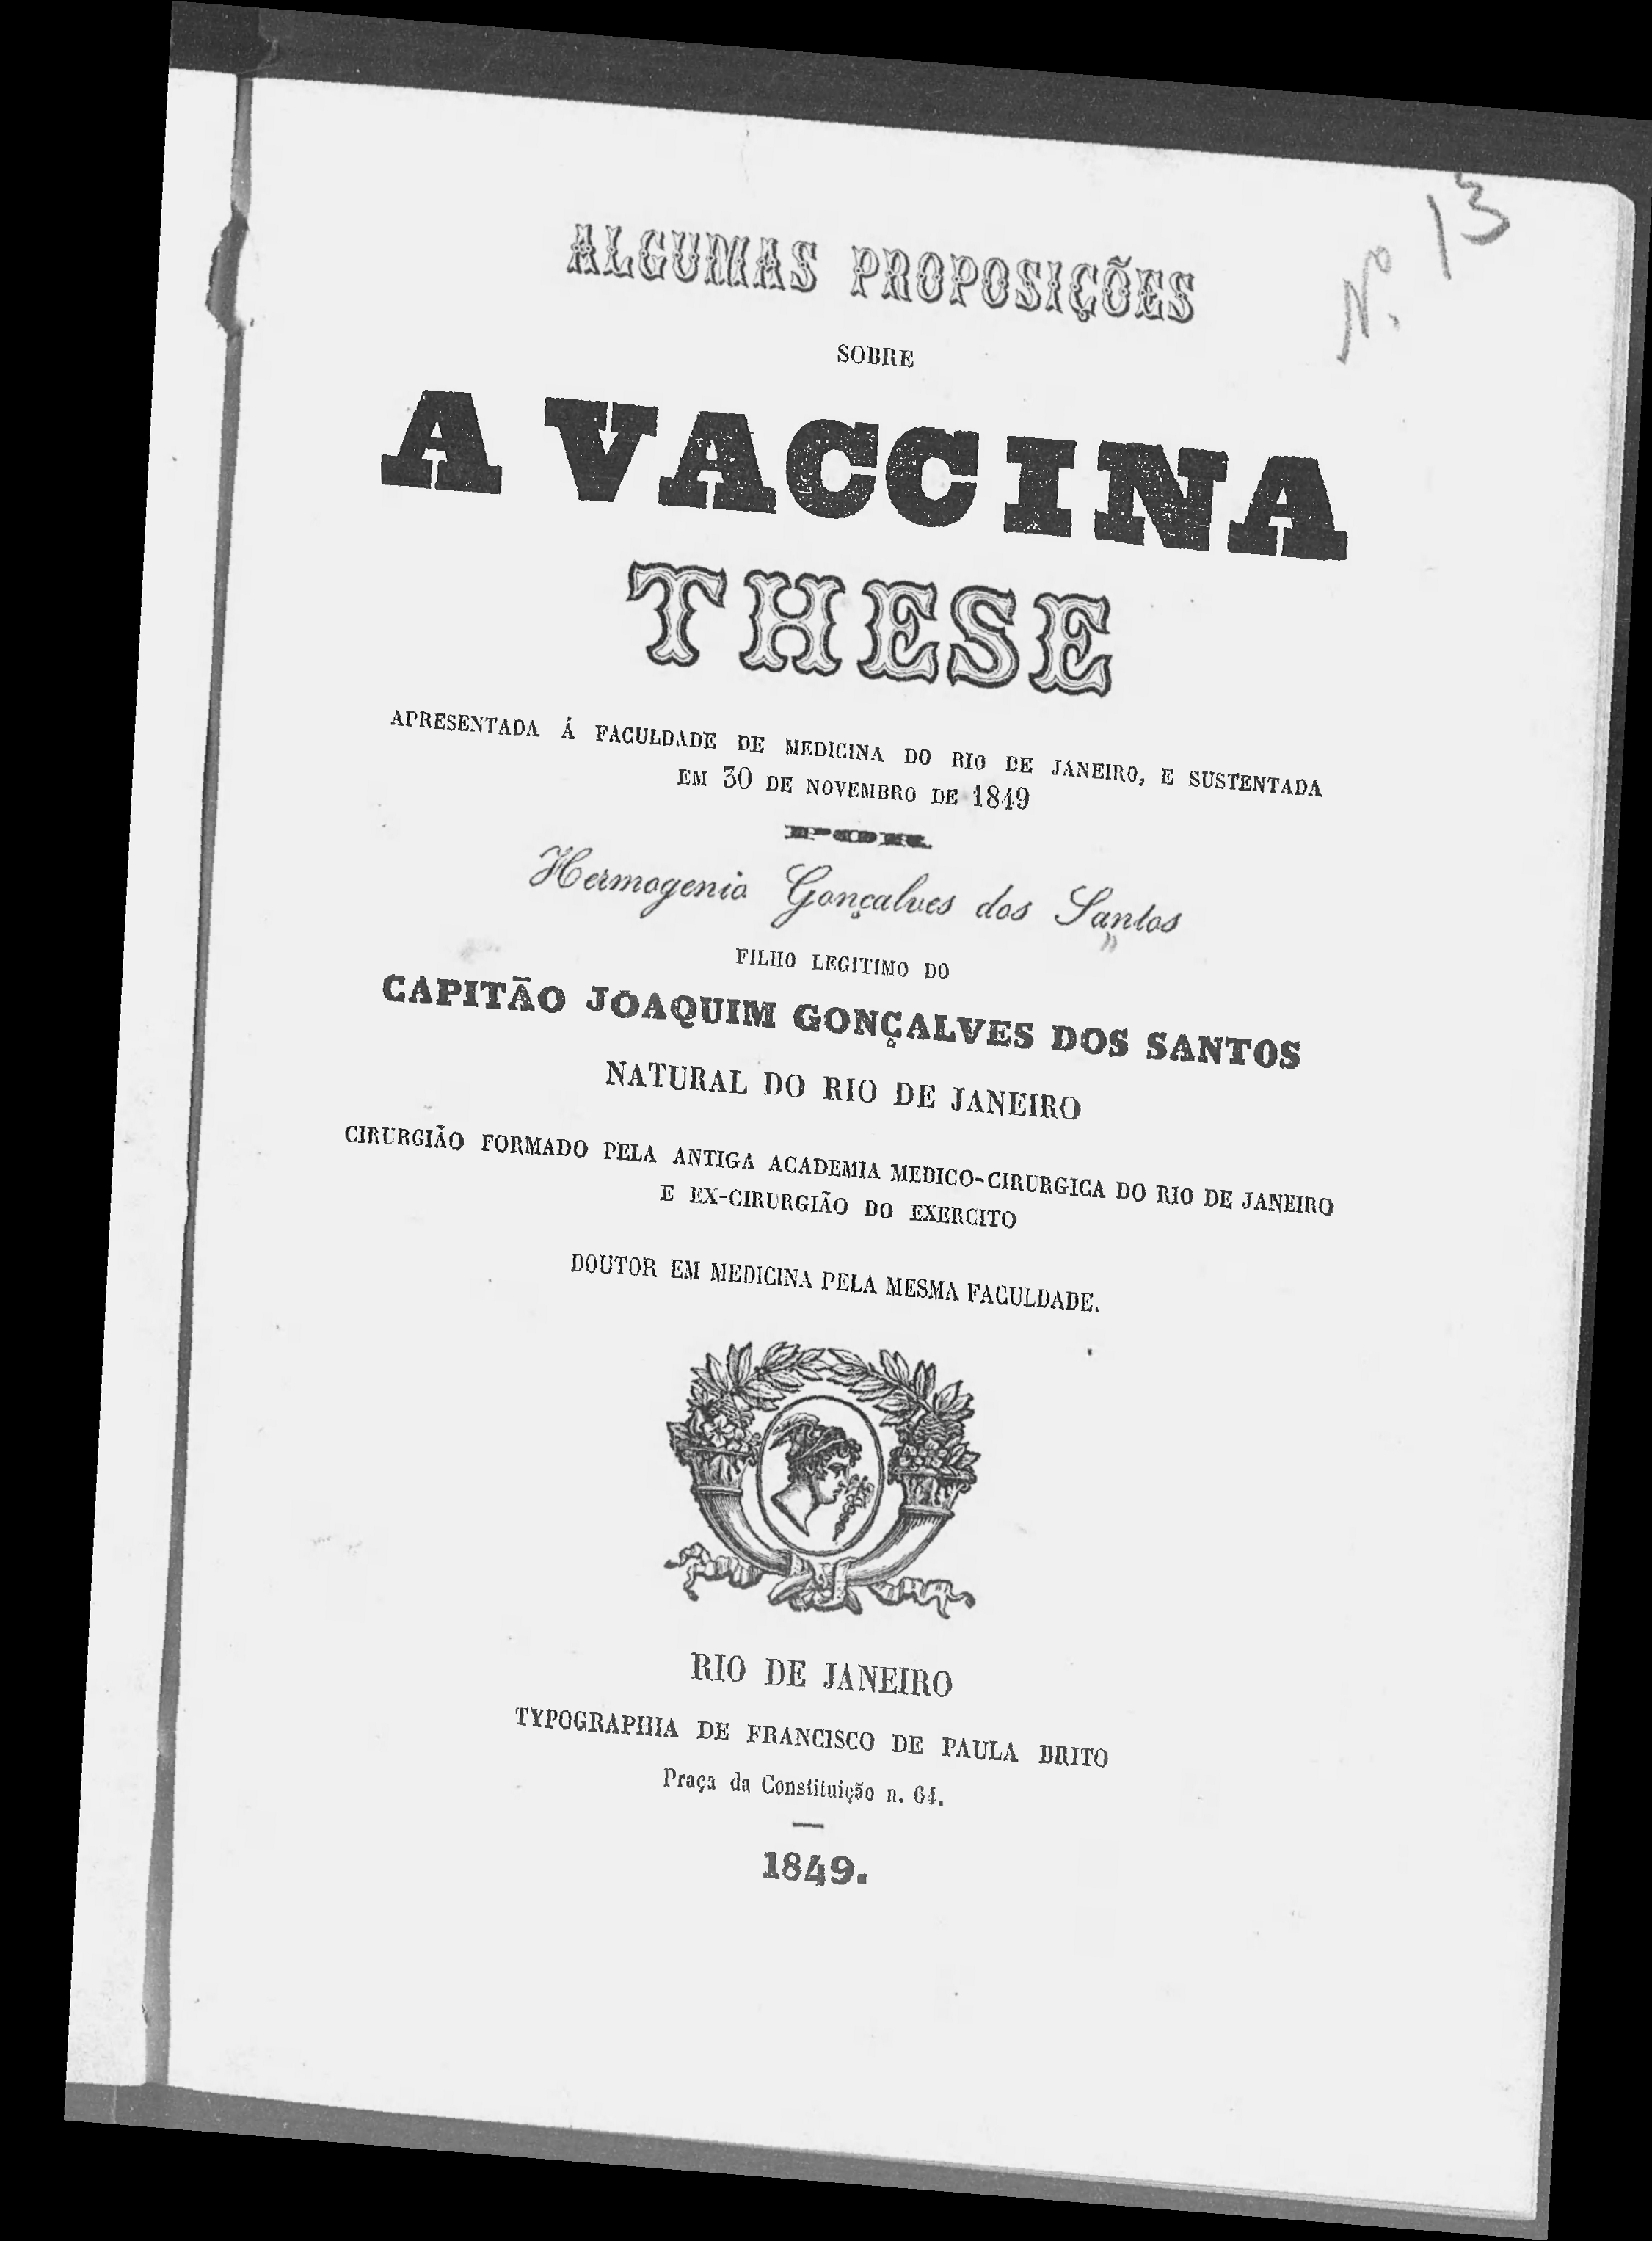 Nº 13
ALGUMAS PROPOSIÇÕES
SOBRE
A VACCINA
THESE
APRESENTADA Á FACULDADE DE MEDICINA DO RIO DE JANEIRO, E SUSTENTADA
EM 30 DE NOVEMBRO DE 1849
POR
Hermogenio Gonçalves dos Santos
FILHO LEGITIMO DO
CAPITÃO JOAQUIM GONÇALVES DOS SANTOS
NATURAL DO RIO DE JANEIRO
CIRURGIÃO FORMADO PELA ANTIGA ACADEMIA MEDICO-CIRURGICA DO RIO DE JANEIRO
E EX-CIRURGIÃO DO EXERCITO
DOUTOR EM MEDICINA PELA MESMA FACULDADE.
RIO DE JANEIRO
TYPOGRAPHIA DE FRANCISCO DE PAULA BRITO
Praça da Constituição n. 64.
1849.